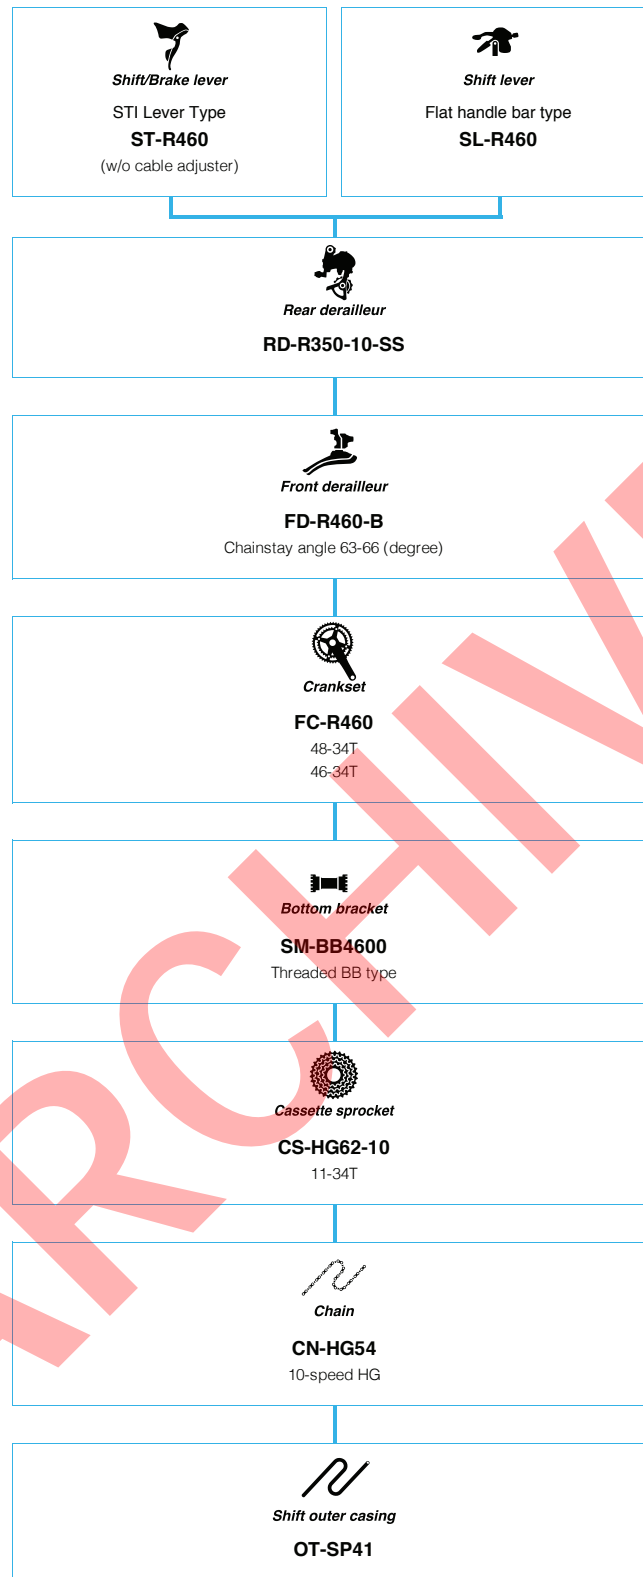 Shift/Brake lever
STI Lever Type
ST-R460
(w/o cable adjuster)
Shift lever
Flat handle bar type
SL-R460
Rear derailleur
RD-R350-10-SS
Front derailleur
FD-R460-B
Chainstay angle 63-66 (degree)
Crankset
FC-R460
48-34T
46-34T
Bottom bracket
SM-BB4600
Threaded BB type
Cassette sprocket
CS-HG62-10
11-34T
Chain
CN-HG54
10-speed HG
Shift outer casing
OT-SP41
ARCHIV